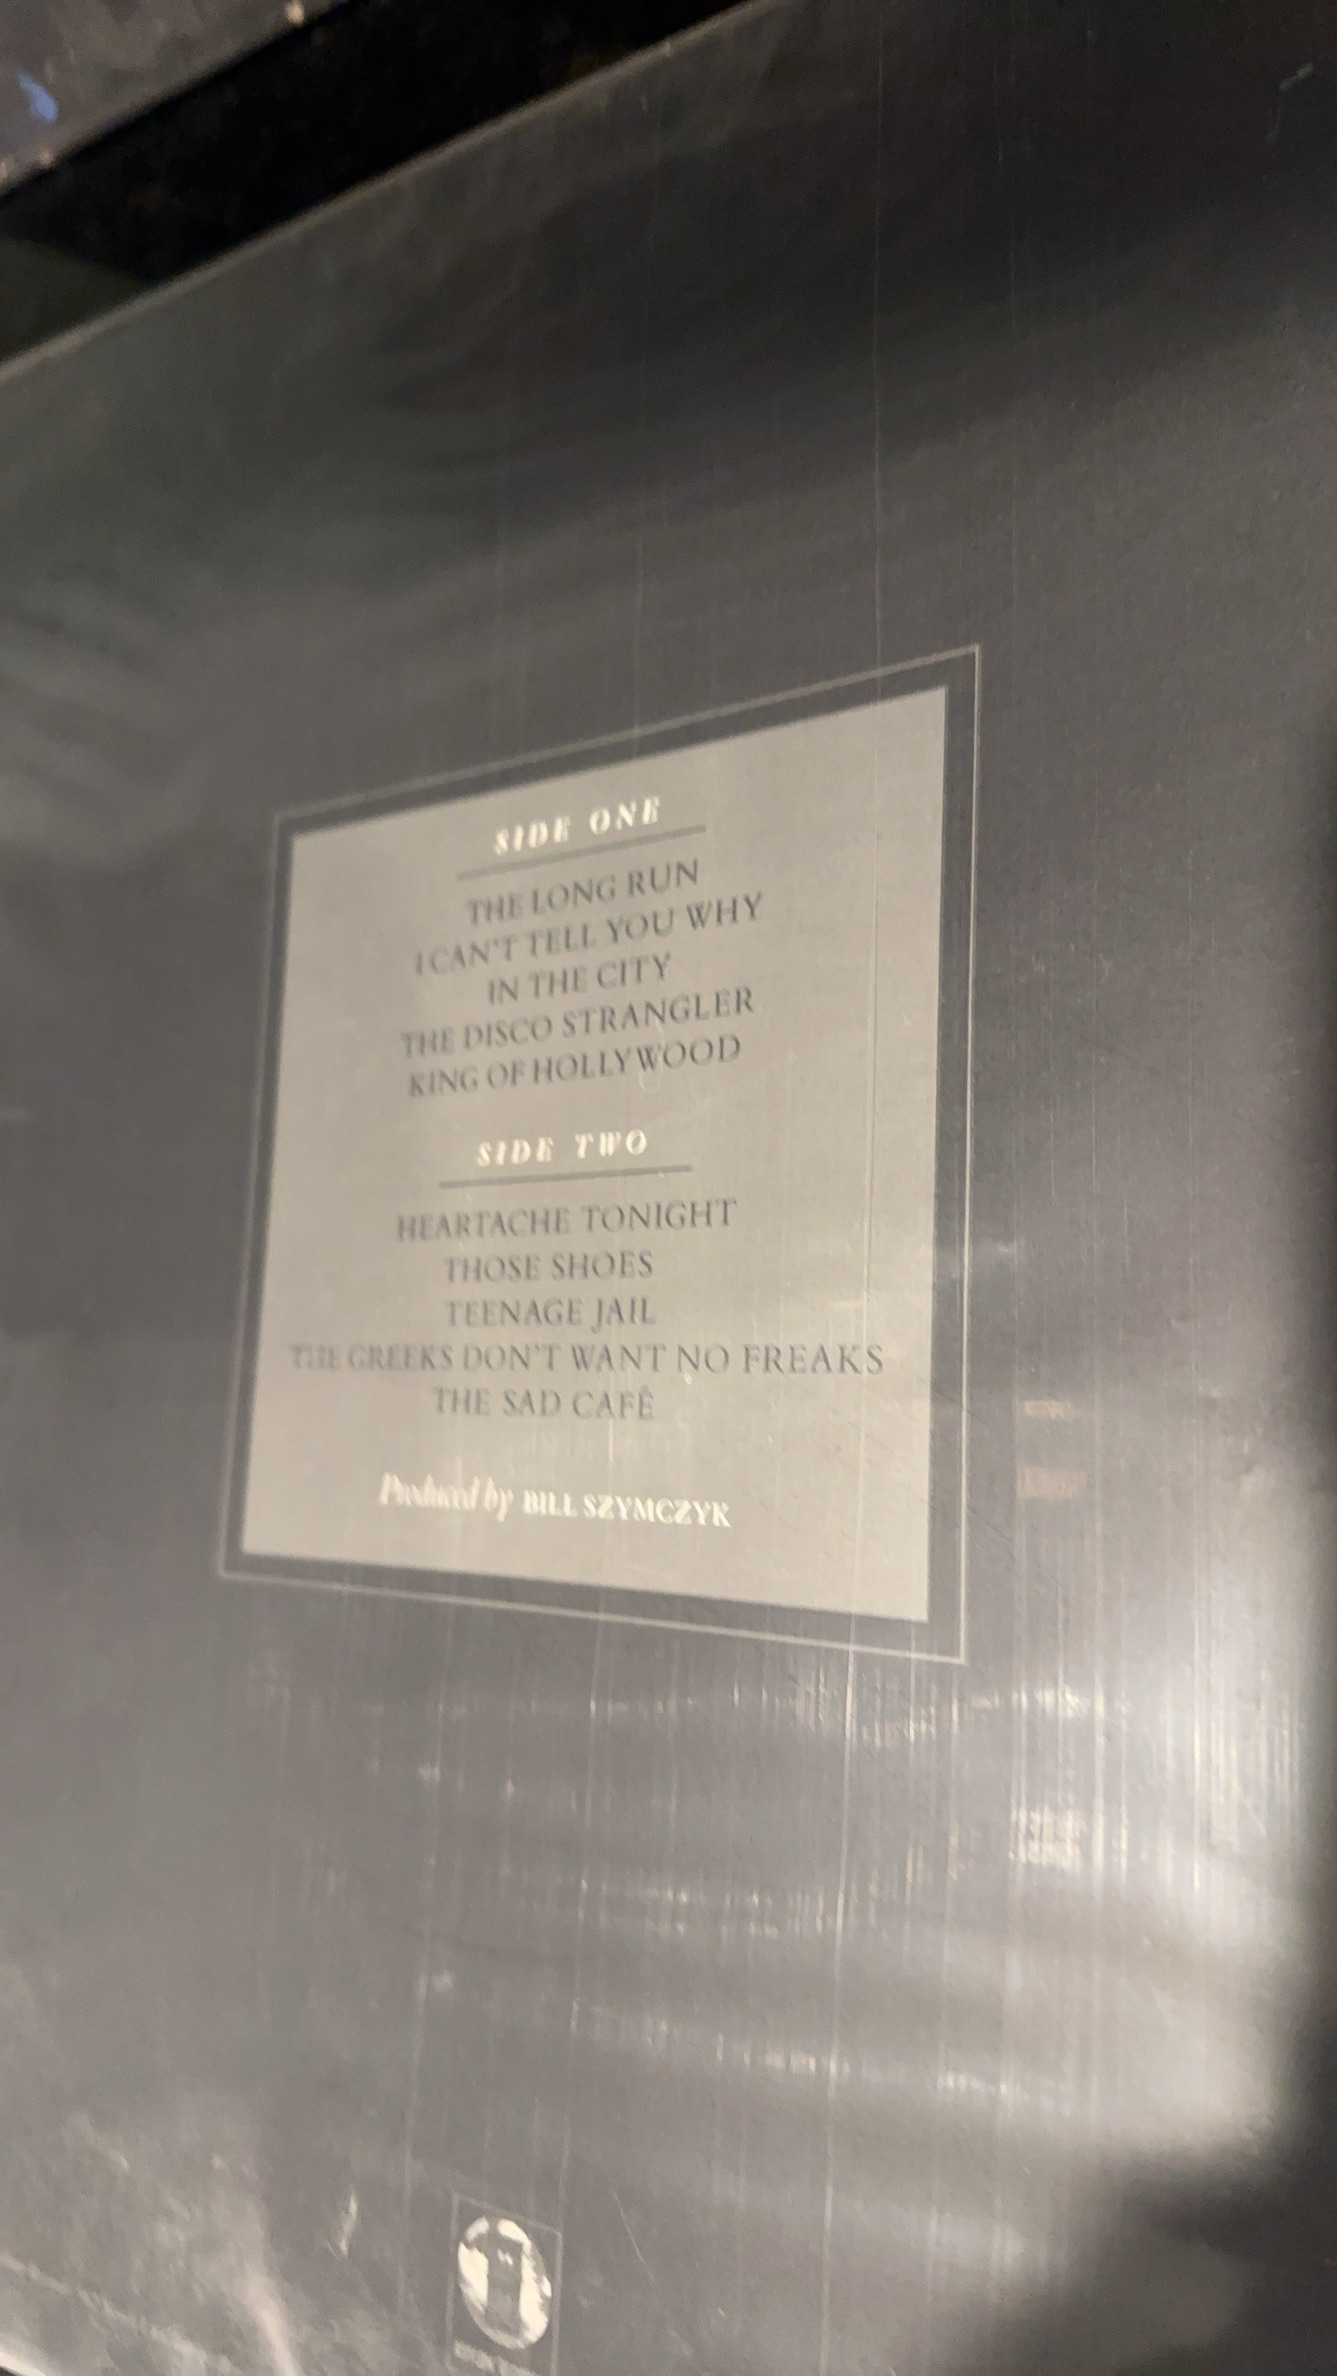 SIDE ONE
THE LONG RUN
I CAN'T TELL YOU WHY
IN THE CITY
THE DISCO STRANGLER
KING OF HOLLYWOOD
SIDE TWO
HEARTACHE TONIGHT
THOSE SHOES
TEENAGE JAIL
THE GREEKS DON'T WANT NO FREAKS
THE SAD CAFÉ
Produced by BILL SZYMCZYK